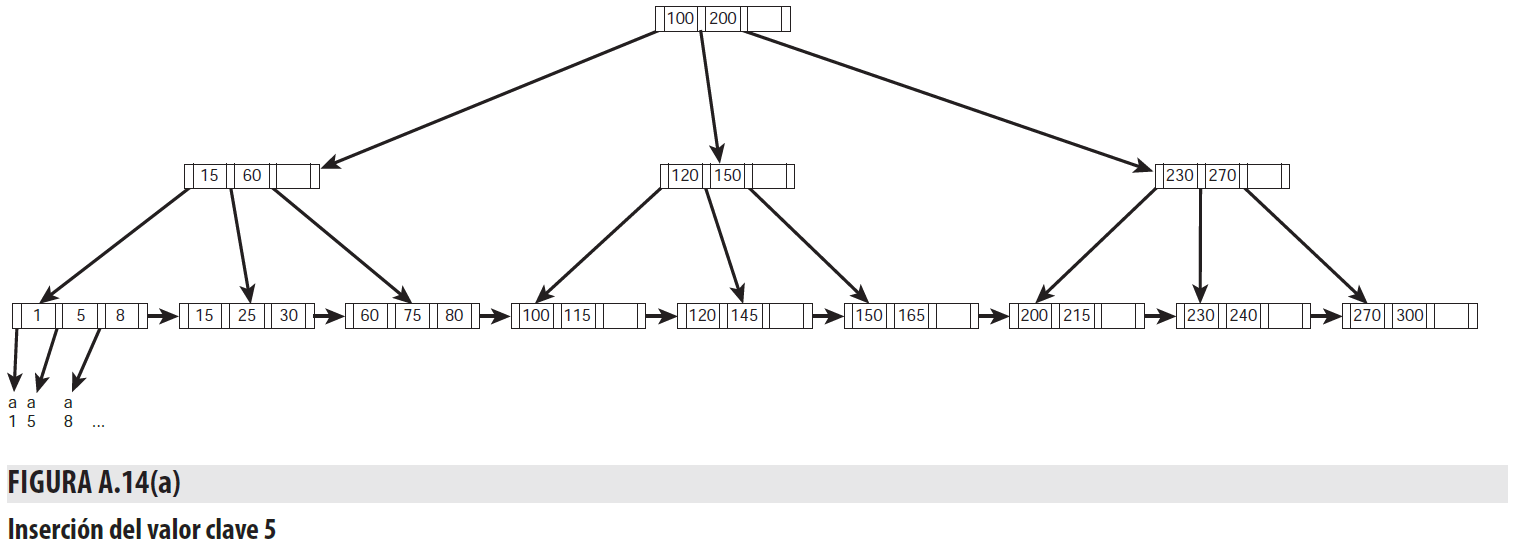 100 200
15 60 120 150 230 270
1 5 8 15 25 30 60 75 80 100 115 120 145 150 165 200 215 230 240 270 300
a a a
1 5 8 ...
FIGURA A.14(a)
Inserción del valor clave 5